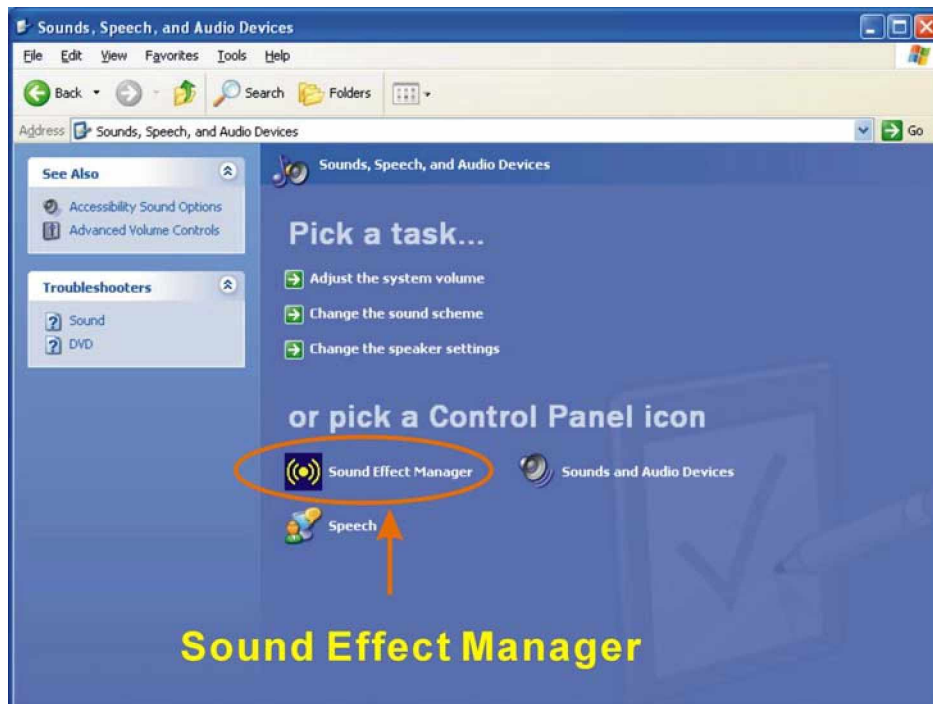 Sounds, Speech, and Audio Devices
File Edit View Favorites Tools Help
Back Search Folders
Address Sounds, Speech, and Audio Devices Go
See Also
Accessibility Sound Options
Advanced Volume Controls
Troubleshooters
Sound
DVD
Sounds, Speech, and Audio Devices
Pick a task...
Adjust the system volume
Change the sound scheme
Change the speaker settings
or pick a Control Panel icon
Sound Effect Manager
Sounds and Audio Devices
Speech
Sound Effect Manager